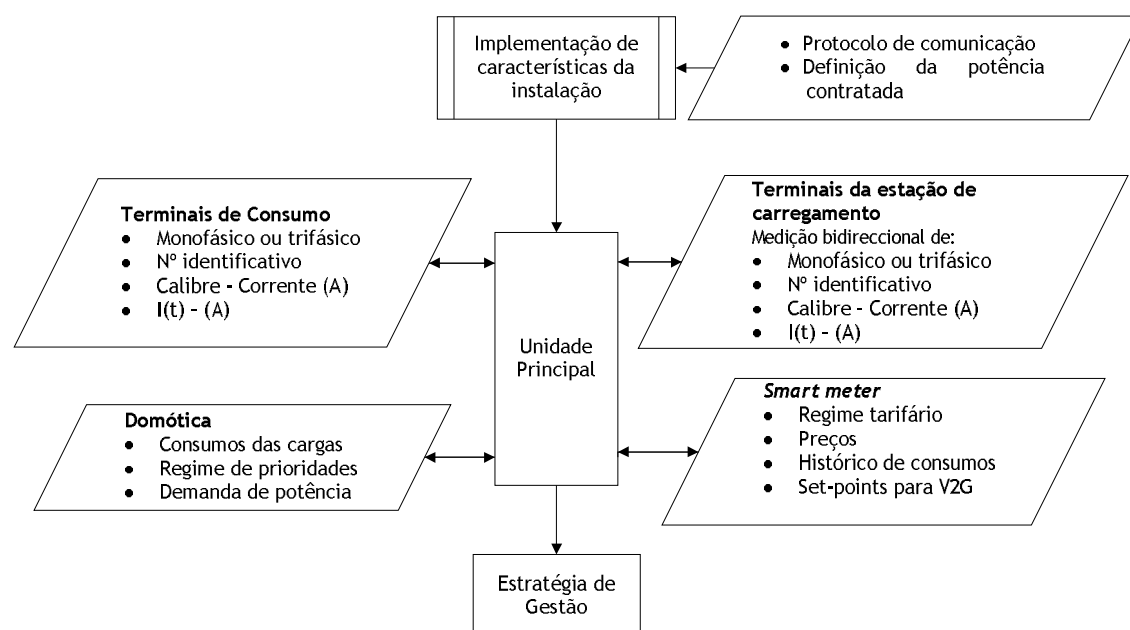 Implementação de
características da
instalação
• Protocolo de comunicação
• Definição da potência
contratada
Terminais de Consumo
• Monofásico ou trifásico
• Nº identificativo
• Calibre - Corrente (A)
• I(t) - (A)
Terminais da estação de
carregamento
Medição bidireccional de:
• Monofásico ou trifásico
• Nº identificativo
• Calibre - Corrente (A)
• I(t) - (A)
Unidade
Principal
Domótica
• Consumos das cargas
• Regime de prioridades
• Demanda de potência
Smart meter
• Regime tarifário
• Preços
• Histórico de consumos
• Set-points para V2G
Estratégia de
Gestão